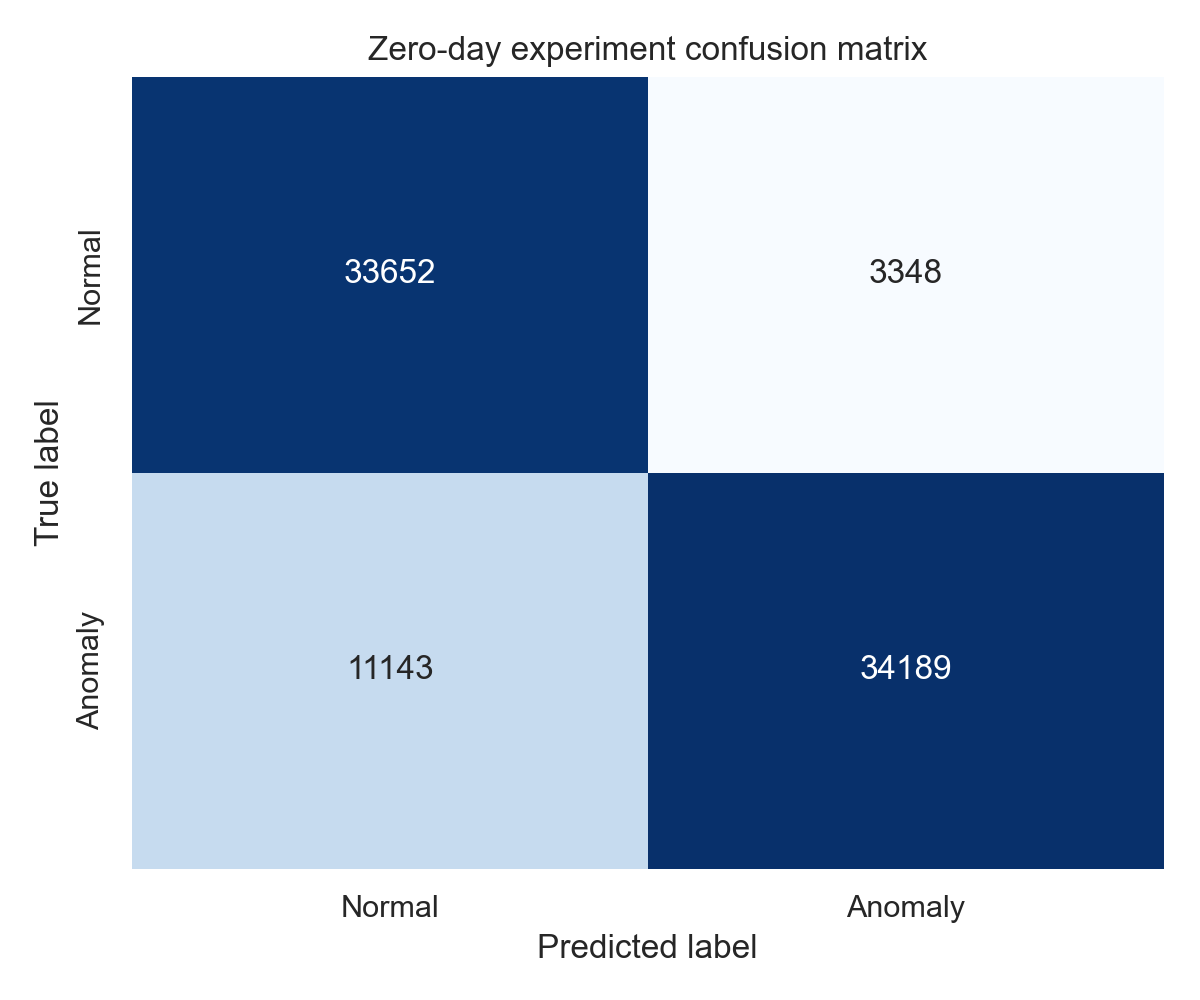 Zero-day experiment confusion matrix
True label
Normal
33652
3348
Anomaly
11143
34189
Normal
Anomaly
Predicted label